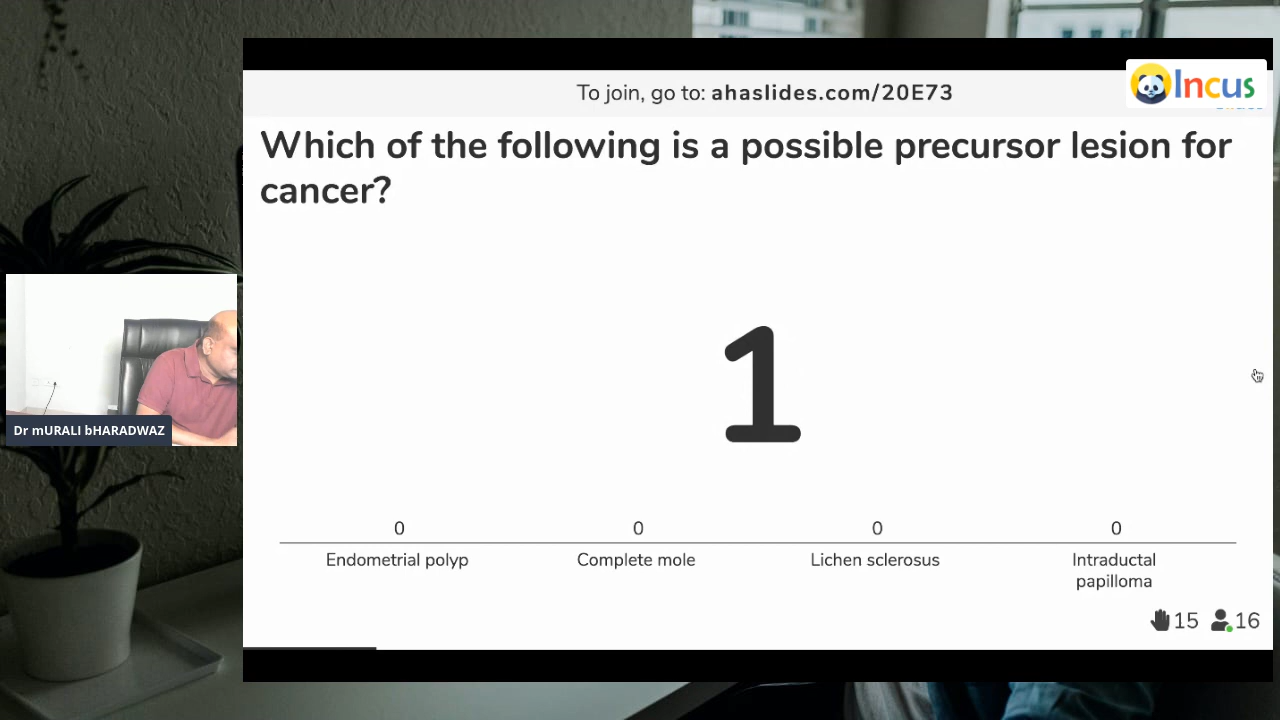 To join, go to: ahaslides.com/20E73
Incus
Which of the following is a possible precursor lesion for
cancer?
1
0 0 0 0
Endometrial polyp Complete mole Lichen sclerosus Intraductal
papilloma
15 16
Dr mURALI bHARADWAZ